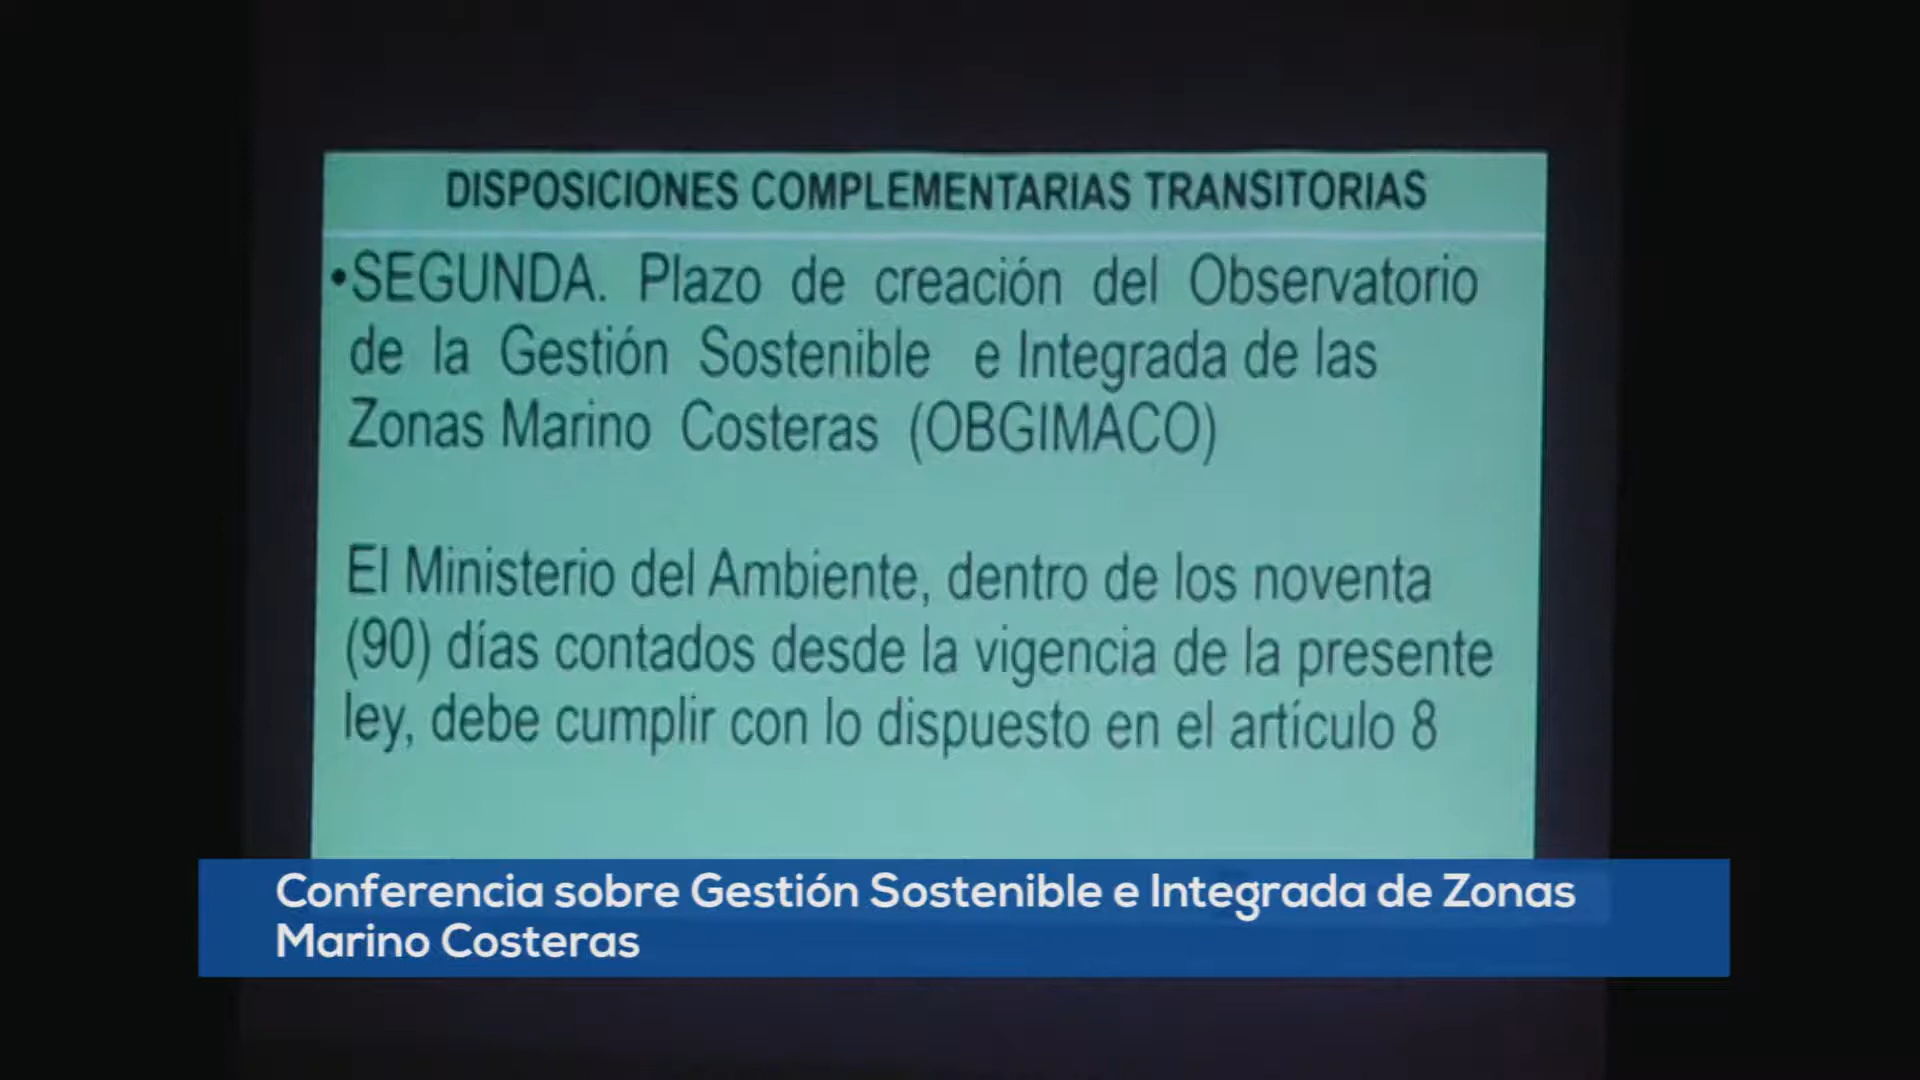 DISPOSICIONES COMPLEMENTARIAS TRANSITORIAS
•SEGUNDA. Plazo de creación del Observatorio
de la Gestión Sostenible e Integrada de las
Zonas Marino Costeras (OBGIMACO)
El Ministerio del Ambiente, dentro de los noventa
(90) días contados desde la vigencia de la presente
ley, debe cumplir con lo dispuesto en el artículo 8
Conferencia sobre Gestión Sostenible e Integrada de Zonas
Marino Costeras